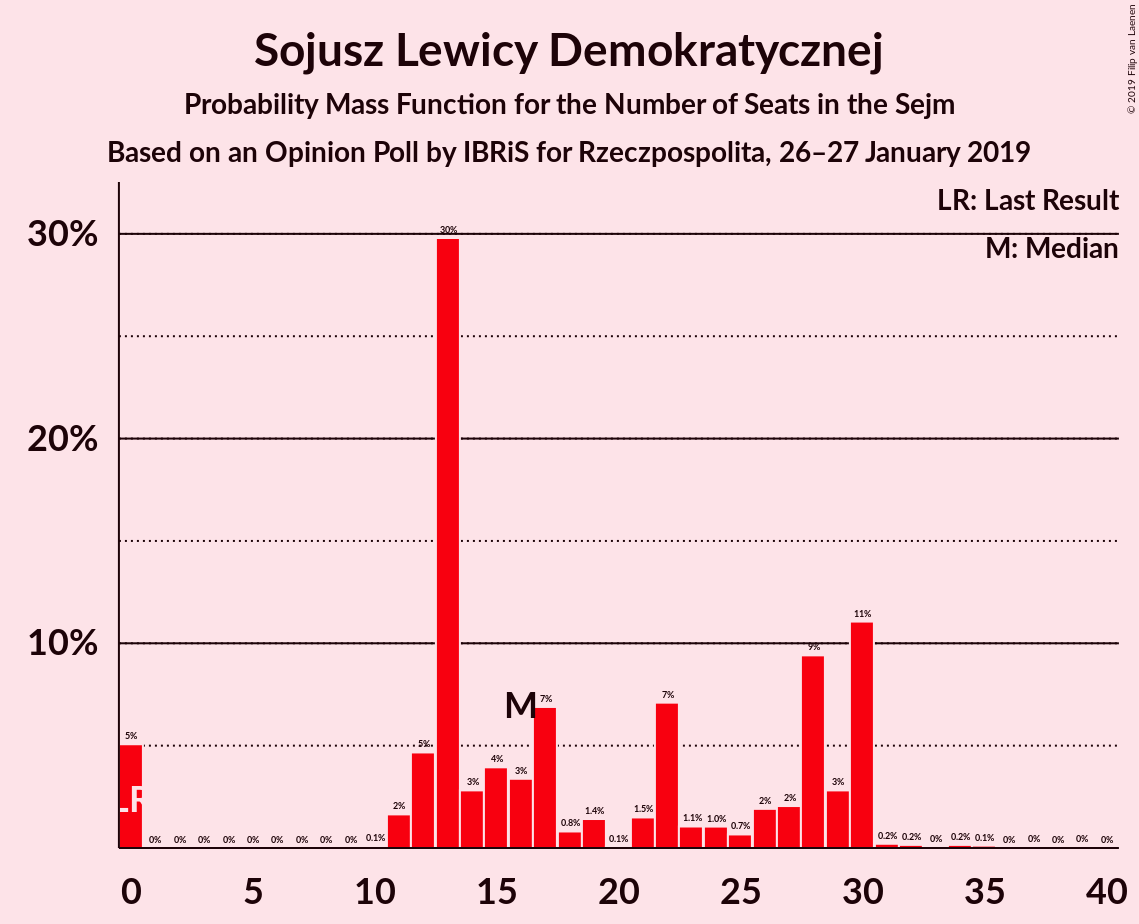 Sojusz Lewicy Demokratycznej
Probability Mass Function for the Number of Seats in the Sejm
Based on an Opinion Poll by IBRiS for Rzeczpospolita, 26–27 January 2019
© 2019 Filip van Laenen
LR: Last Result
M: Median
30%
20%
10%
5% 0% 0% 0% 0% 0% 0% 0% 0% 0% 0.1% 2% 5% 30% 3% 4% 3% 7% 0.8% 1.4% 0.1% 1.5% 7% 1.1% 1.0% 0.7% 2% 2% 9% 3% 11% 0.2% 0.2% 0% 0.2% 0.1% 0% 0% 0% 0% 0%
M
LR
0 5 10 15 20 25 30 35 40